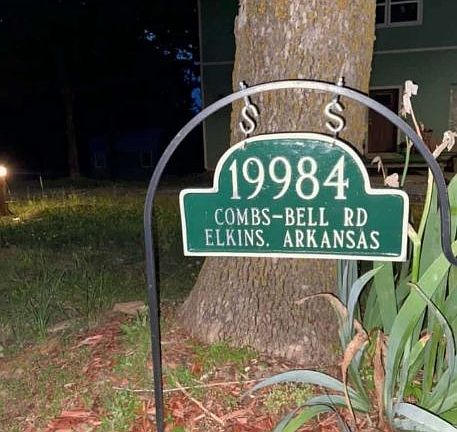 19984
COMBS-BELL RD
ELKINS, ARKANSAS